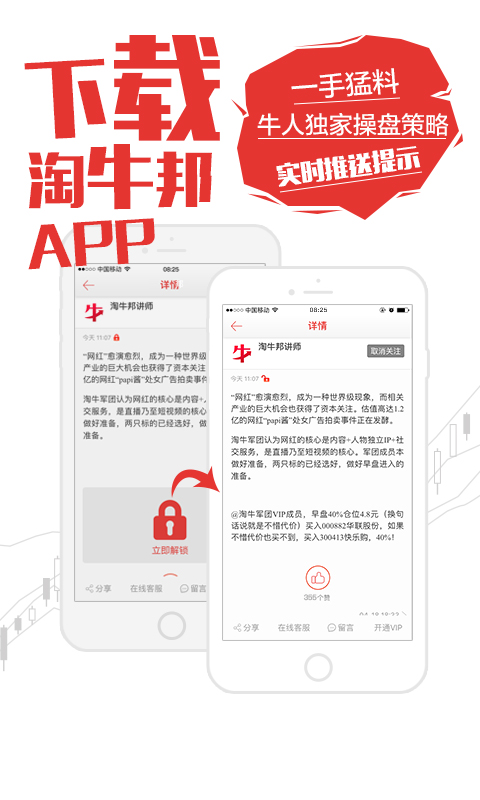 下载
淘牛邦
APP
一手猛料
牛人独家操盘策略
实时推送提示
中国移动
08:25
详情
淘牛邦讲师
今天 11:07
“网红”愈演愈烈，成为一种世界级
产业的巨大机会也获得了资本关注
亿的网红“papi酱”处女广告拍卖事件
淘牛军团认为网红的核心是内容+人
交服务，是直播乃至短视频的核心
做好准备，两只标的已经选好，做
的准备。
立即解锁
分享
在线客服
留言
中国移动
08:25
详情
淘牛邦讲师
取消关注
今天 11:07
“网红”愈演愈烈，成为一种世界级现象，而相关
产业的巨大机会也获得了资本关注。估值高达1.2
亿的网红“papi酱”处女广告拍卖事件正在发酵。
淘牛军团认为网红的核心是内容+人物独立IP+社
交服务，是直播乃至短视频的核心。军团成员本
做好准备，两只标的已经选好，做好早盘进入的
的准备。
@淘牛军团VIP成员，早盘40%仓位4.8元（换句
话说就是不惜代价）买入000882华联股份，如果
不惜代价也买不到，买入300413快乐购，40%！
355个赞
分享
在线客服
留言
开通VIP